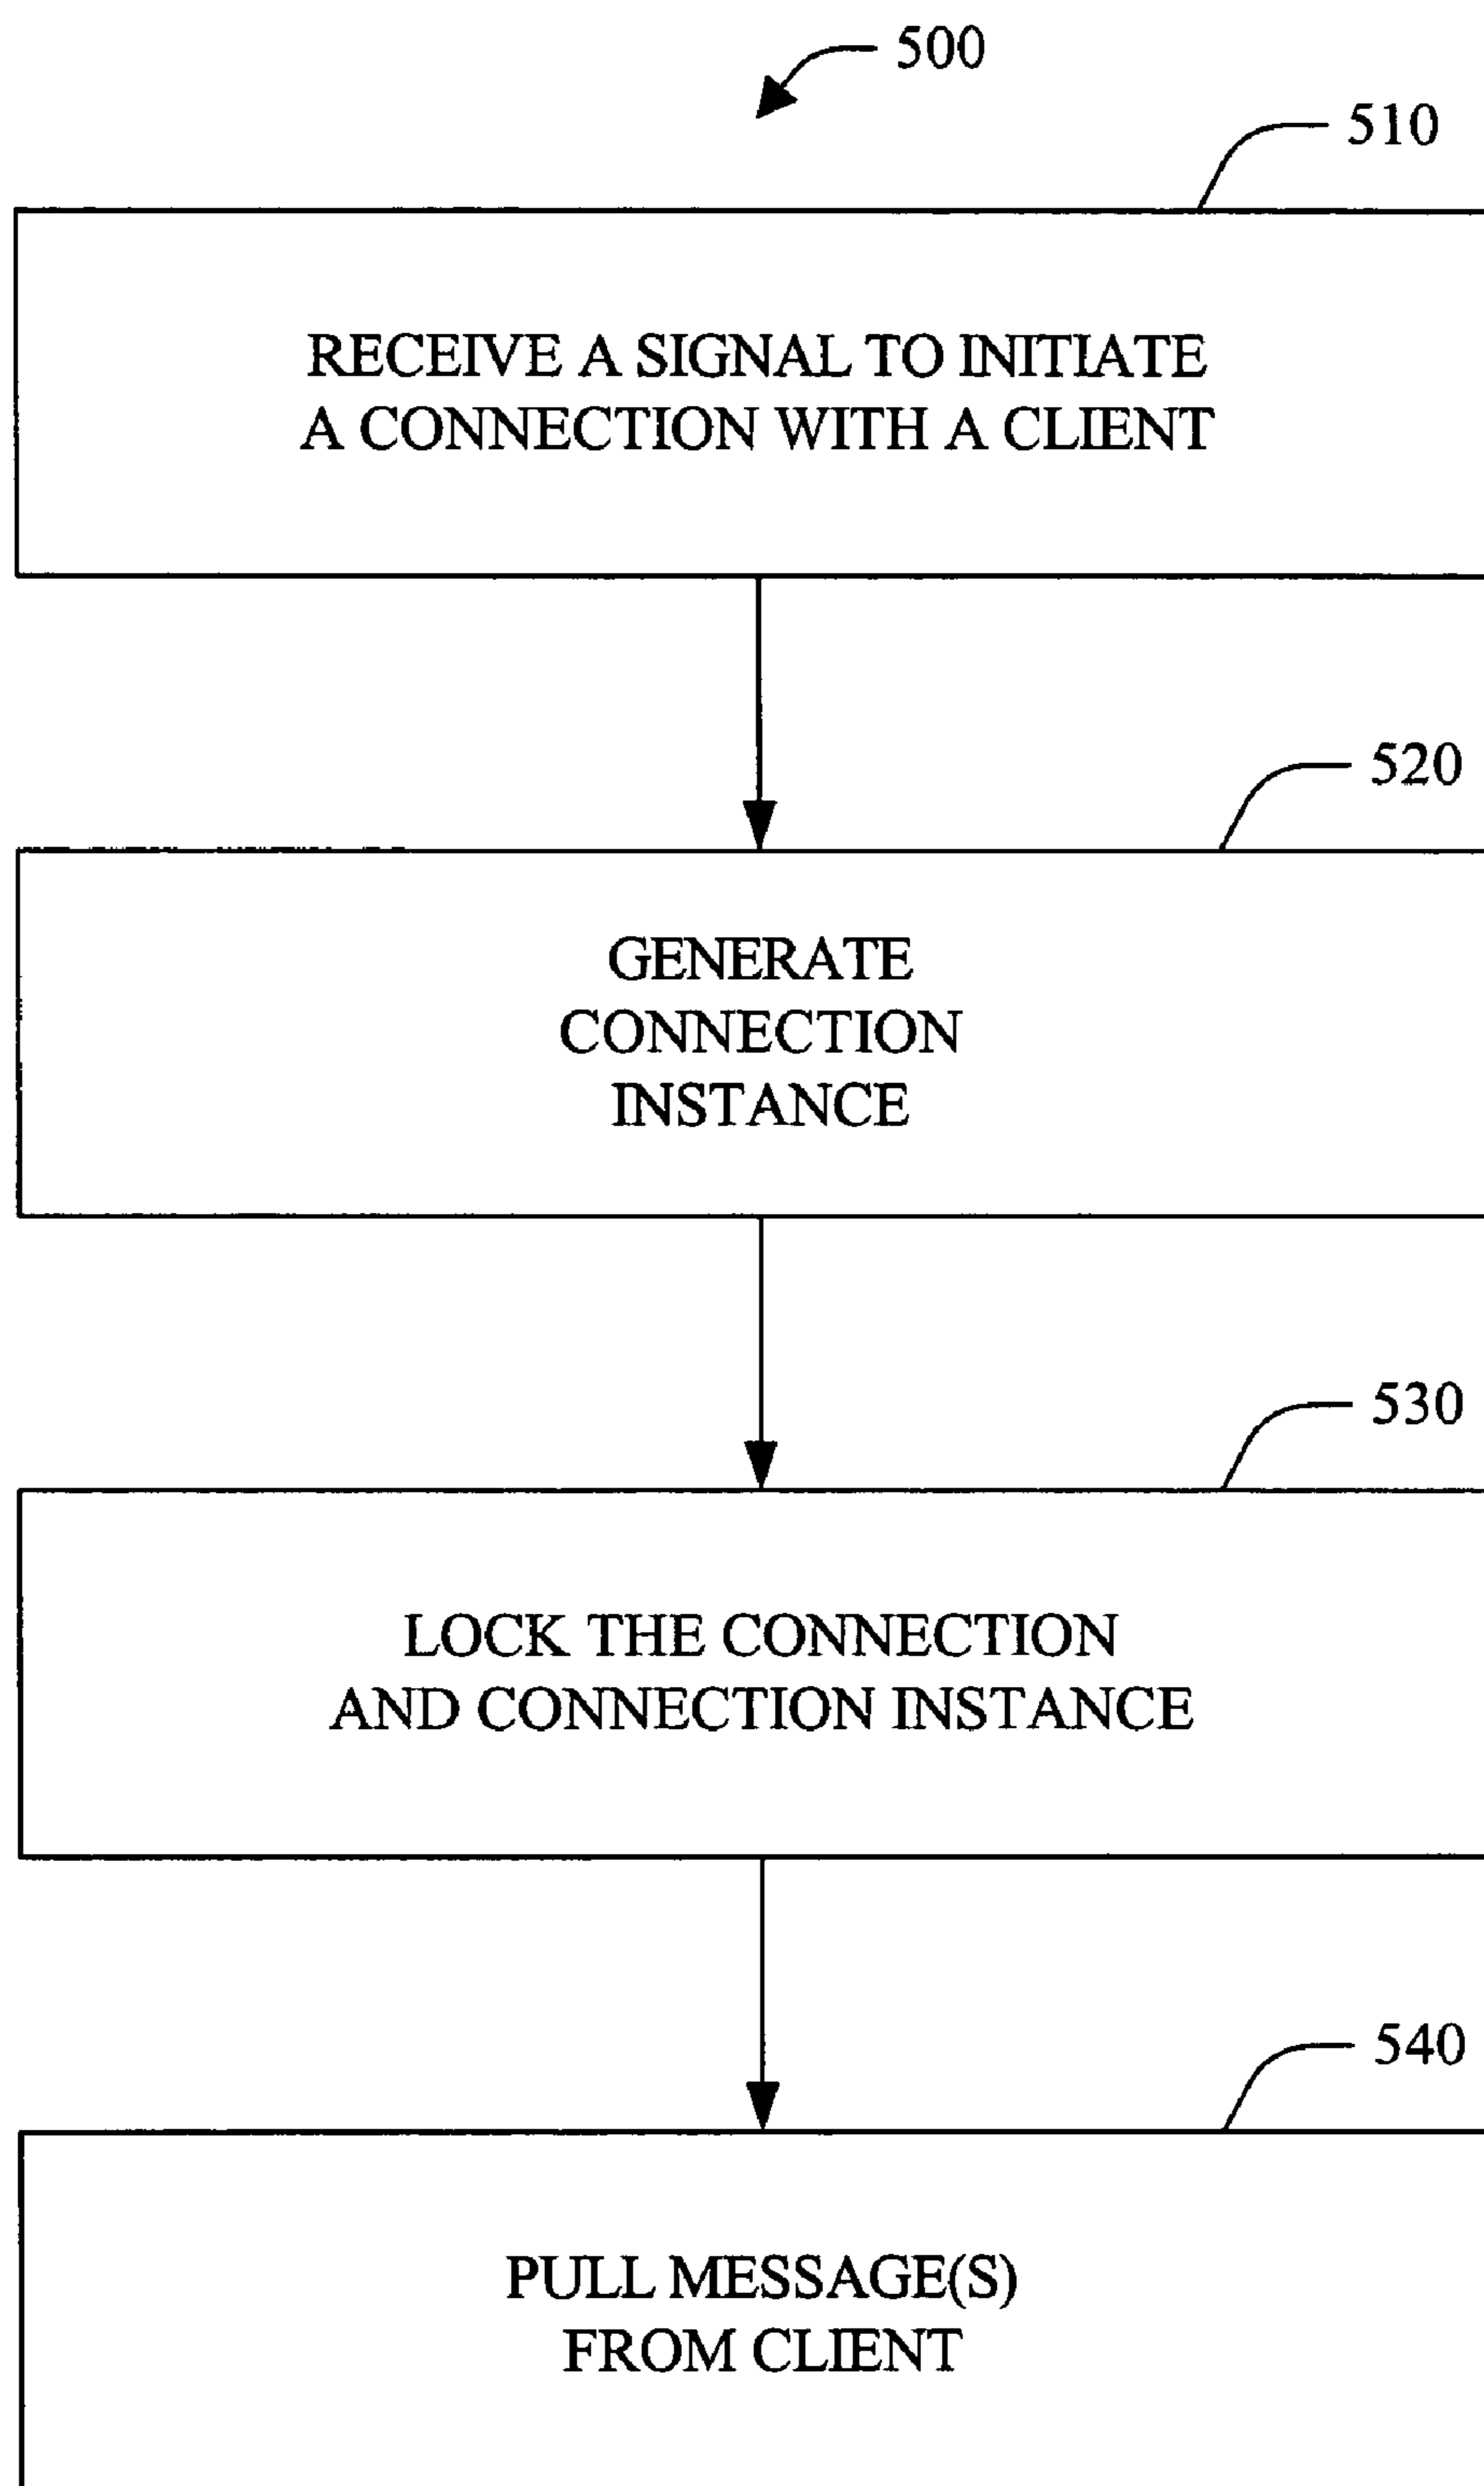 500
510
RECEIVE A SIGNAL TO INITIATE
A CONNECTION WITH A CLIENT
520
GENERATE
CONNECTION
INSTANCE
530
LOCK THE CONNECTION
AND CONNECTION INSTANCE
540
PULL MESSAGE(S)
FROM CLIENT